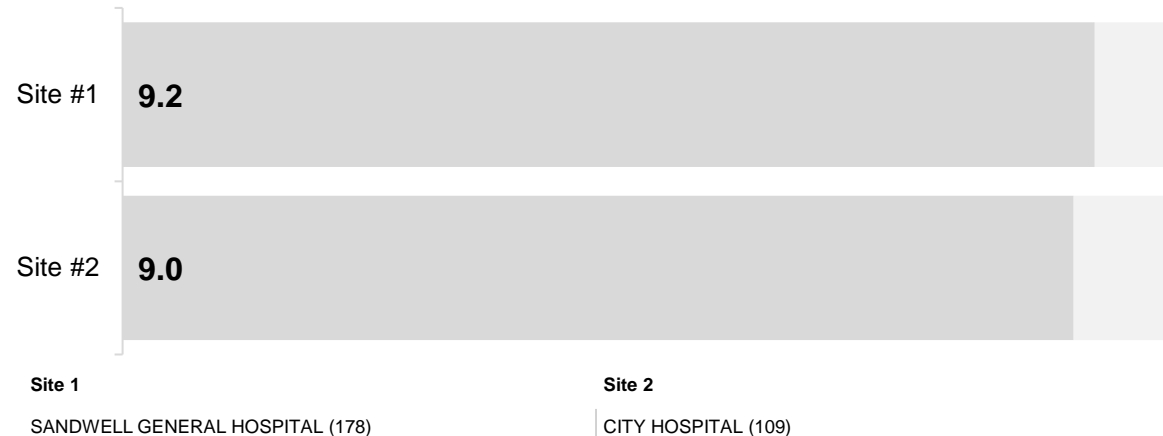 Site #1 9.2
Site #2 9.0
Site 1 Site 2
SANDWELL GENERAL HOSPITAL (178) CITY HOSPITAL (109)